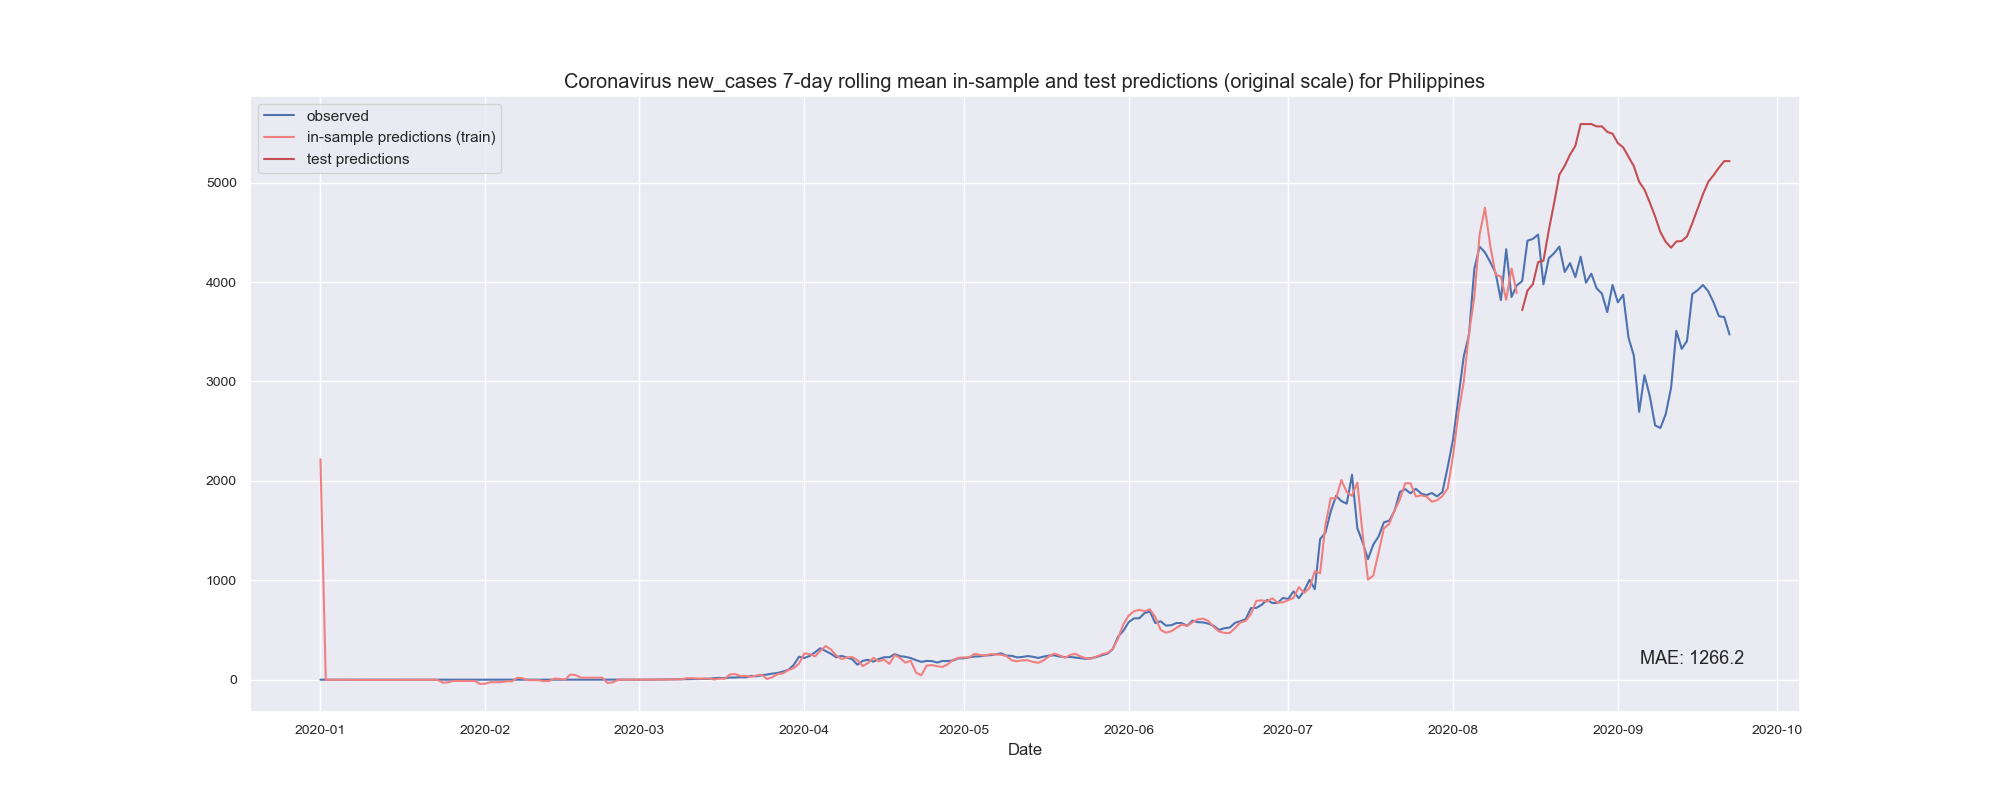 Coronavirus new_cases 7-day rolling mean in-sample and test predictions (original scale) for Philippines
observed
in-sample predictions (train)
test predictions
5000
4000
3000
2000
1000
0
MAE: 1266.2
2020-01 2020-02 2020-03 2020-04 2020-05 2020-06 2020-07 2020-08 2020-09 2020-10
Date